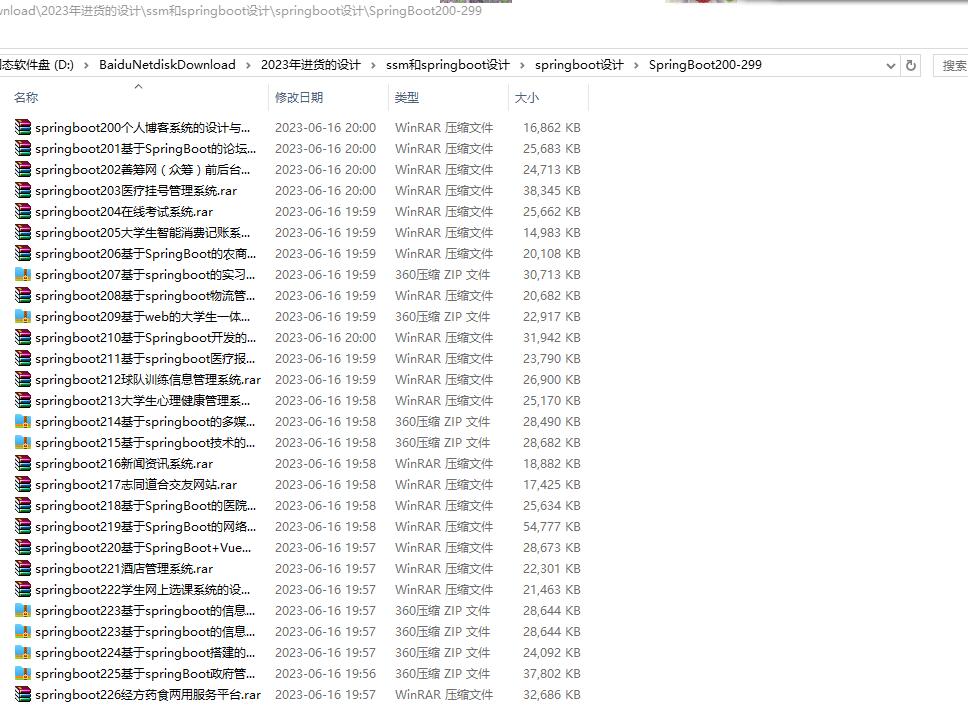 wnload\2023年进货的设计\ssm和springboot设计\springboot设计\SpringBoot200-299
态软件盘 (D:) › BaiduNetdiskDownload › 2023年进货的设计 › ssm和springboot设计 › springboot设计 › SpringBoot200-299 搜索
名称 修改日期 类型 大小
springboot200个人博客系统的设计与... 2023-06-16 20:00 WinRAR 压缩文件 16,862 KB
springboot201基于SpringBoot的论坛... 2023-06-16 20:00 WinRAR 压缩文件 25,683 KB
springboot202善筹网（众筹）前后台... 2023-06-16 20:00 WinRAR 压缩文件 24,713 KB
springboot203医疗挂号管理系统.rar 2023-06-16 20:00 WinRAR 压缩文件 38,345 KB
springboot204在线考试系统.rar 2023-06-16 19:59 WinRAR 压缩文件 25,662 KB
springboot205大学生智能消费记账系... 2023-06-16 19:59 WinRAR 压缩文件 14,983 KB
springboot206基于SpringBoot的农商... 2023-06-16 19:59 WinRAR 压缩文件 20,108 KB
springboot207基于springboot的实习... 2023-06-16 19:59 360压缩 ZIP 文件 30,713 KB
springboot208基于springboot物流管... 2023-06-16 19:59 WinRAR 压缩文件 20,682 KB
springboot209基于web的大学生一体... 2023-06-16 19:59 360压缩 ZIP 文件 22,917 KB
springboot210基于Springboot开发的... 2023-06-16 20:00 WinRAR 压缩文件 31,942 KB
springboot211基于springboot医疗报... 2023-06-16 19:59 WinRAR 压缩文件 23,790 KB
springboot212球队训练信息管理系统.rar 2023-06-16 19:59 WinRAR 压缩文件 26,900 KB
springboot213大学生心理健康管理系... 2023-06-16 19:58 WinRAR 压缩文件 25,170 KB
springboot214基于springboot的多媒... 2023-06-16 19:58 360压缩 ZIP 文件 28,490 KB
springboot215基于springboot技术的... 2023-06-16 19:58 360压缩 ZIP 文件 28,682 KB
springboot216新闻资讯系统.rar 2023-06-16 19:58 WinRAR 压缩文件 18,882 KB
springboot217志同道合交友网站.rar 2023-06-16 19:58 WinRAR 压缩文件 17,425 KB
springboot218基于SpringBoot的医院... 2023-06-16 19:58 WinRAR 压缩文件 25,634 KB
springboot219基于SpringBoot的网络... 2023-06-16 19:58 WinRAR 压缩文件 54,777 KB
springboot220基于SpringBoot+Vue... 2023-06-16 19:57 WinRAR 压缩文件 28,673 KB
springboot221酒店管理系统.rar 2023-06-16 19:57 WinRAR 压缩文件 22,301 KB
springboot222学生网上选课系统的设... 2023-06-16 19:57 WinRAR 压缩文件 21,463 KB
springboot223基于springboot的信息... 2023-06-16 19:57 360压缩 ZIP 文件 28,644 KB
springboot223基于springboot的信息... 2023-06-16 19:57 360压缩 ZIP 文件 28,644 KB
springboot224基于springboot搭建的... 2023-06-16 19:57 360压缩 ZIP 文件 24,092 KB
springboot225基于springBoot政府管... 2023-06-16 19:56 360压缩 ZIP 文件 37,802 KB
springboot226经方药食两用服务平台.rar 2023-06-16 19:57 WinRAR 压缩文件 32,686 KB